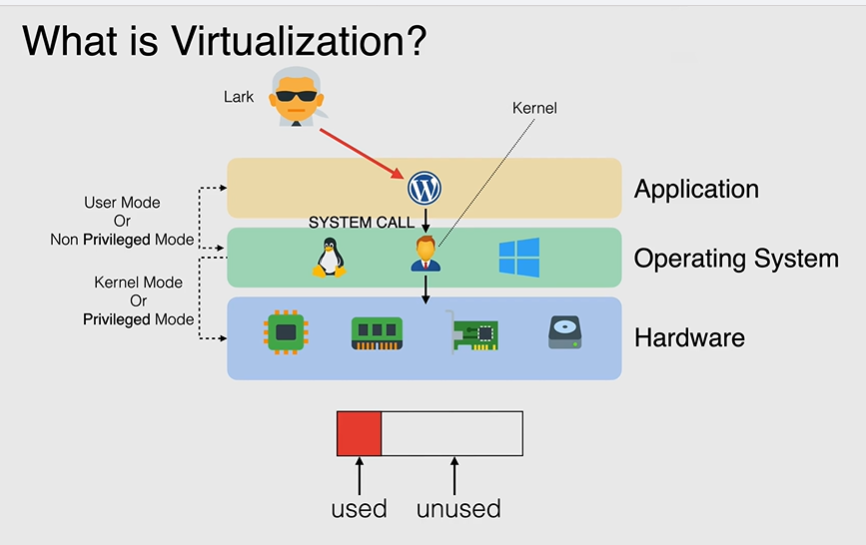 What is Virtualization?
Lark
Kernel
User Mode
Or
Non Privileged Mode
SYSTEM CALL
Application
Operating System
Kernel Mode
Or
Privileged Mode
Hardware
used
unused